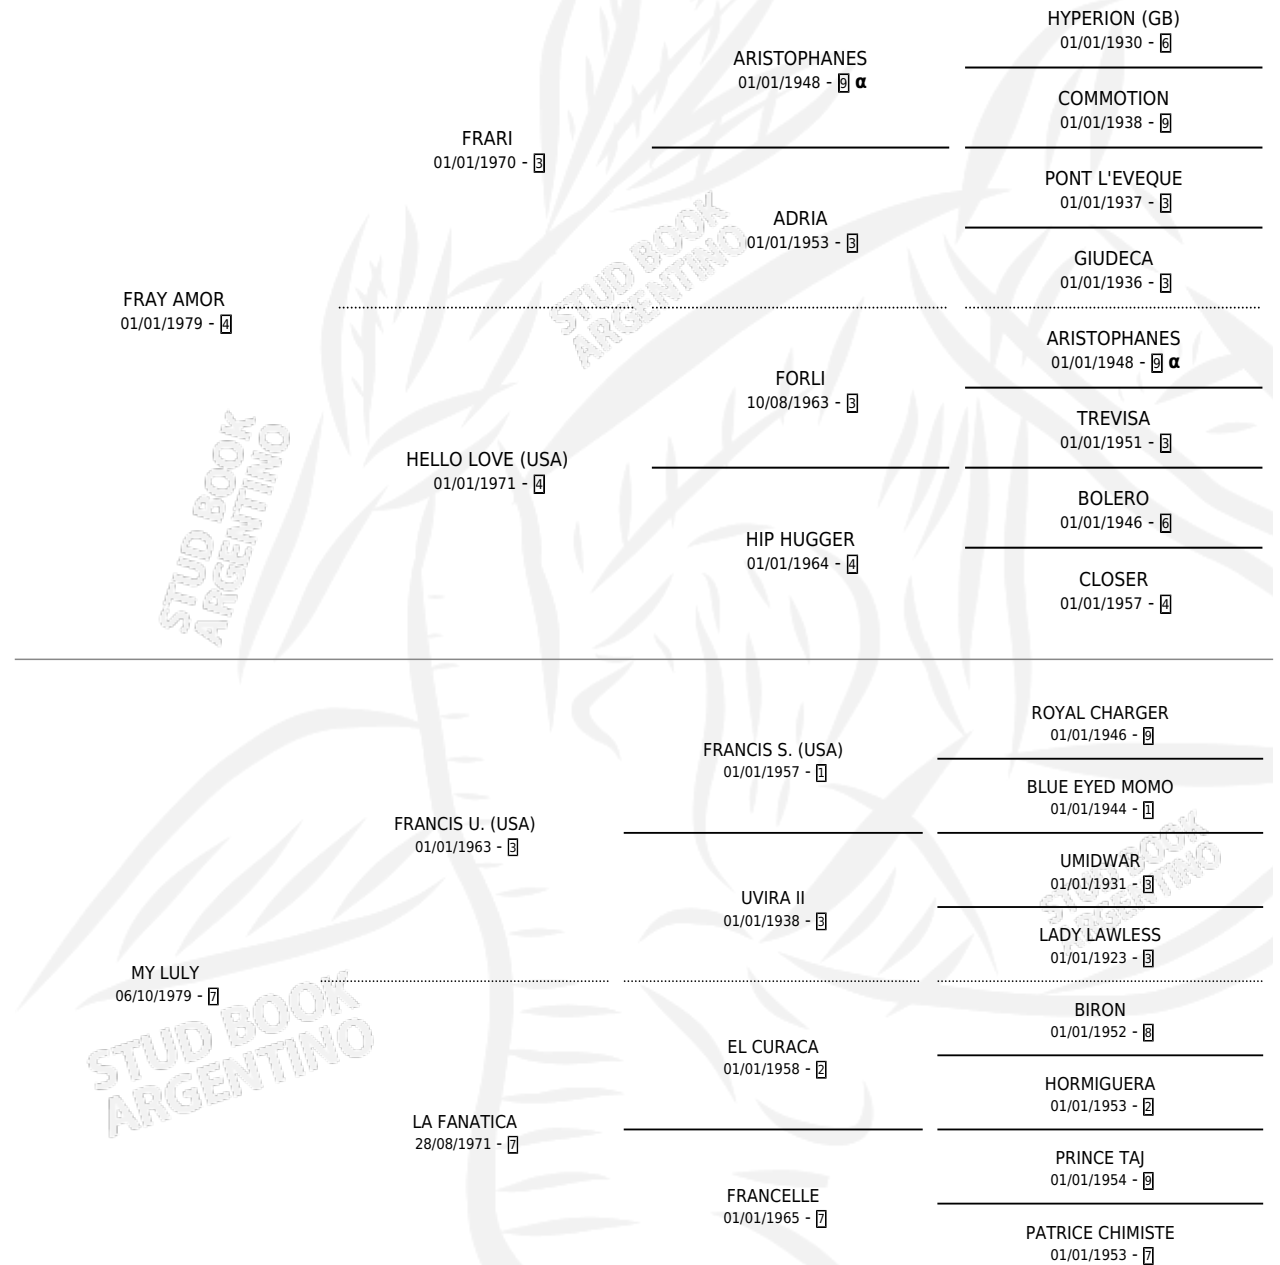 HYPERION (GB)
01/01/1930 - 6
ARISTOPHANES
01/01/1948 - 9 α
COMMOTION
01/01/1938 - 9
FRARI
01/01/1970 - 3
PONT L'EVEQUE
01/01/1937 - 3
ADRIA
01/01/1953 - 3
GIUDECA
01/01/1936 - 3
FRAY AMOR
01/01/1979 - 4
ARISTOPHANES
01/01/1948 - 9 α
FORLI
10/08/1963 - 3
TREVISA
01/01/1951 - 3
HELLO LOVE (USA)
01/01/1971 - 4
BOLERO
01/01/1946 - 6
HIP HUGGER
01/01/1964 - 4
CLOSER
01/01/1957 - 4
ROYAL CHARGER
01/01/1946 - 9
FRANCIS S. (USA)
01/01/1957 - 1
BLUE EYED MOMO
01/01/1944 - 1
FRANCIS U. (USA)
01/01/1963 - 3
UMIDWAR
01/01/1931 - 3
UVIRA II
01/01/1938 - 3
LADY LAWLESS
01/01/1923 - 3
MY LULY
06/10/1979 - 7
BIRON
01/01/1952 - 8
EL CURACA
01/01/1958 - 2
HORMIGUERA
01/01/1953 - 2
LA FANATICA
28/08/1971 - 7
PRINCE TAJ
01/01/1954 - 9
FRANCELLE
01/01/1965 - 7
PATRICE CHIMISTE
01/01/1953 - 7
STUD BOOK
ARGENTINO
STUD BOOK
ARGENTINO
STUD BOOK
ARGENTINO
STUD BOOK
ARGENTINO